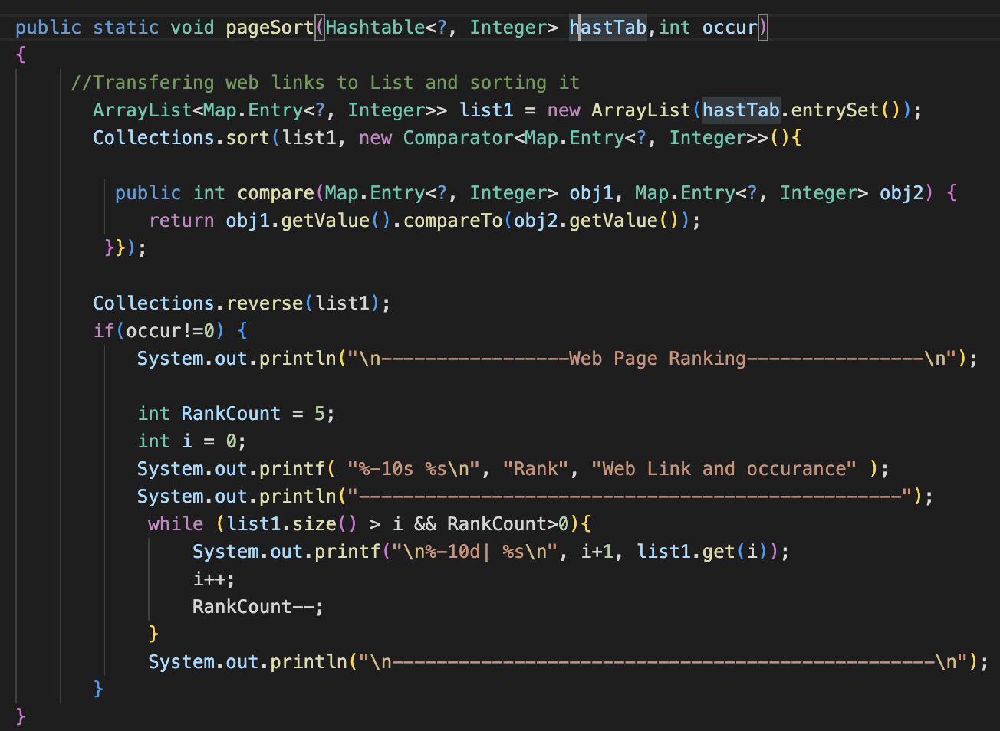 public static void pageSort(Hashtable<?, Integer> hastTab,int occur)
{
//Transfering web links to List and sorting it
ArrayList<Map.Entry<?, Integer>> list1 = new ArrayList(hastTab.entrySet());
Collections.sort(list1, new Comparator<Map.Entry<?, Integer>>(){
public int compare(Map.Entry<?, Integer> obj1, Map.Entry<?, Integer> obj2) {
return obj1.getValue().compareTo(obj2.getValue());
}});
Collections.reverse(list1);
if(occur!=0) {
System.out.println("\n-----------------Web Page Ranking----------------\n");
int RankCount = 5;
int i = 0;
System.out.printf( "%-10s %s\n", "Rank", "Web Link and occurance" );
System.out.println("-------------------------------------------------");
while (list1.size() > i && RankCount>0){
System.out.printf("\n%-10d| %s\n", i+1, list1.get(i));
i++;
RankCount--;
}
System.out.println("\n-------------------------------------------------\n");
}
}